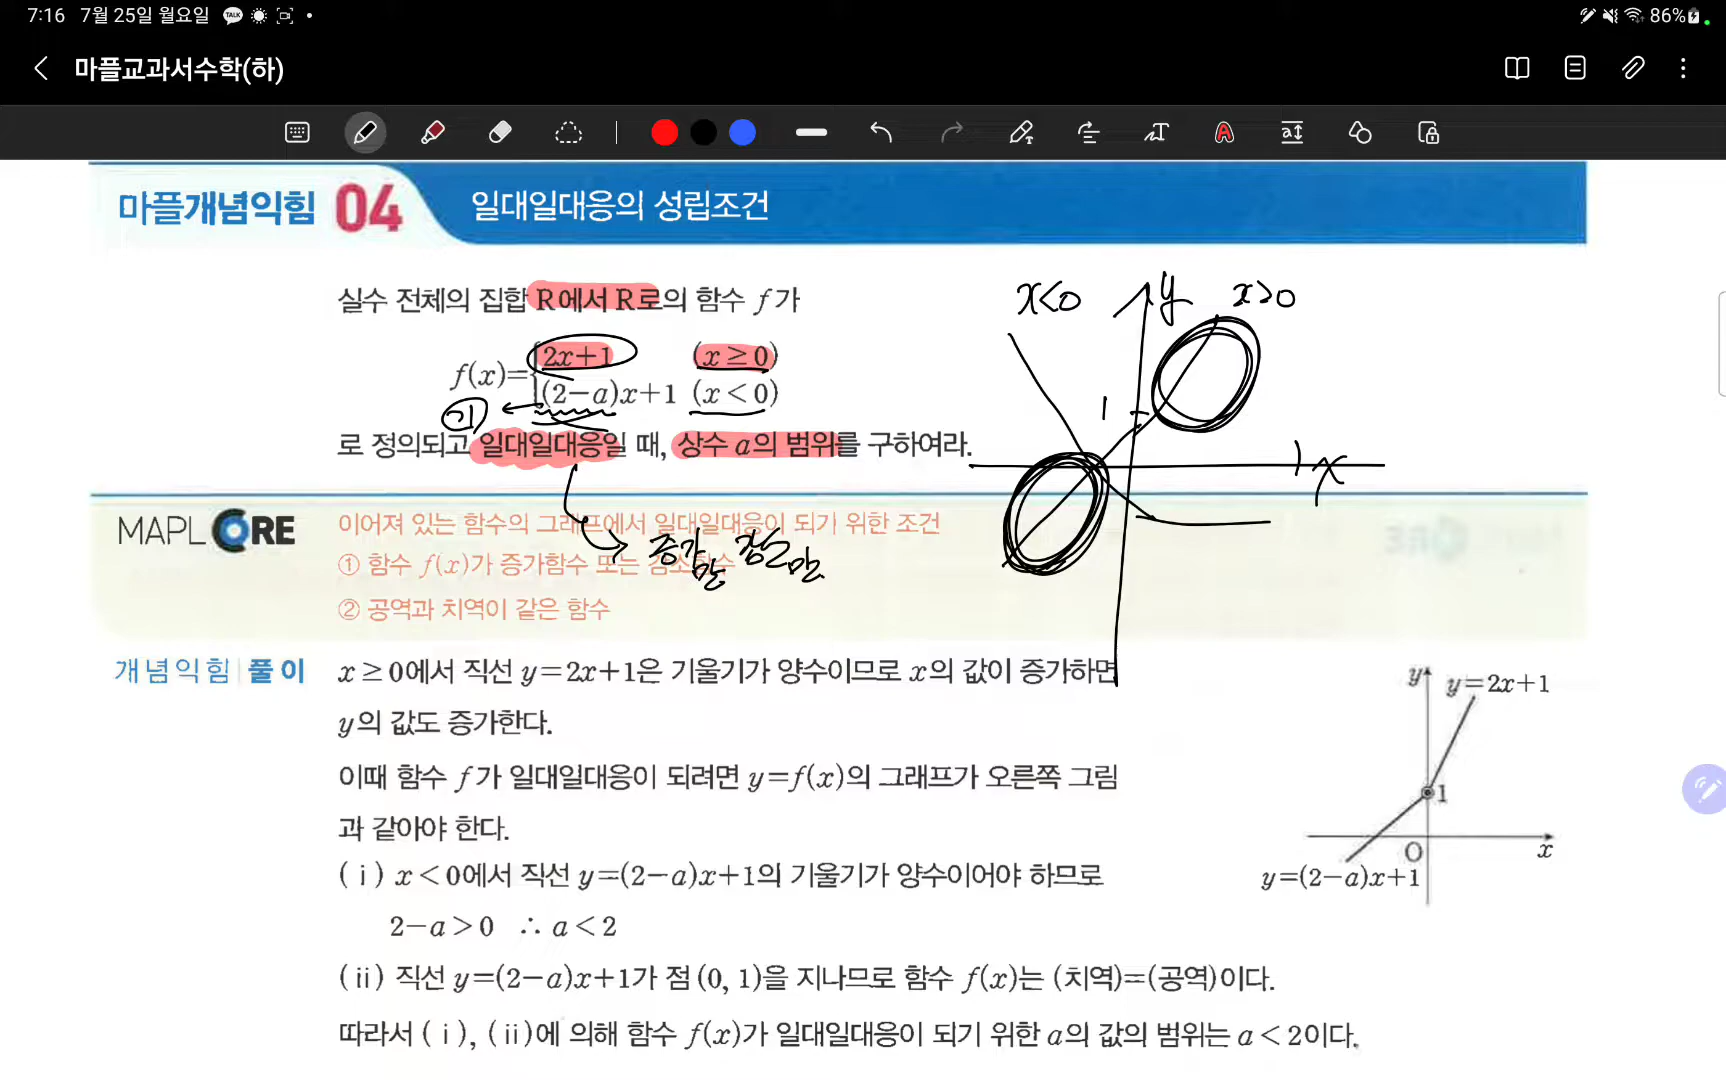 7:16 7월 25일 월요일 TALK 86%
마플교과서수학(하)
마플개념익힘 04 일대일대응의 성립조건
실수 전체의 집합 R에서 R로의 함수 f가
f(x)={2x+1 (x≥0)
(2−a)x+1 (x<0)
로 정의되고 일대일대응일 때, 상수 a의 범위를 구하여라.
x<0 y x>0
1
x
MAPL CORE
이어져 있는 함수의 그래프에서 일대일대응이 되기 위한 조건
① 함수 f(x)가 증가함수 또는 감소함수
② 공역과 치역이 같은 함수
증가만 감소만
개념익힘 | 풀이
x≥0에서 직선 y=2x+1은 기울기가 양수이므로 x의 값이 증가하면
y의 값도 증가한다.
이때 함수 f가 일대일대응이 되려면 y=f(x)의 그래프가 오른쪽 그림
과 같아야 한다.
(ⅰ) x<0에서 직선 y=(2−a)x+1의 기울기가 양수이어야 하므로
2−a>0 ∴ a<2
(ⅱ) 직선 y=(2−a)x+1가 점 (0, 1)을 지나므로 함수 f(x)는 (치역)=(공역)이다.
따라서 (ⅰ), (ⅱ)에 의해 함수 f(x)가 일대일대응이 되기 위한 a의 값의 범위는 a<2이다.
y y=2x+1
1
O x
y=(2−a)x+1